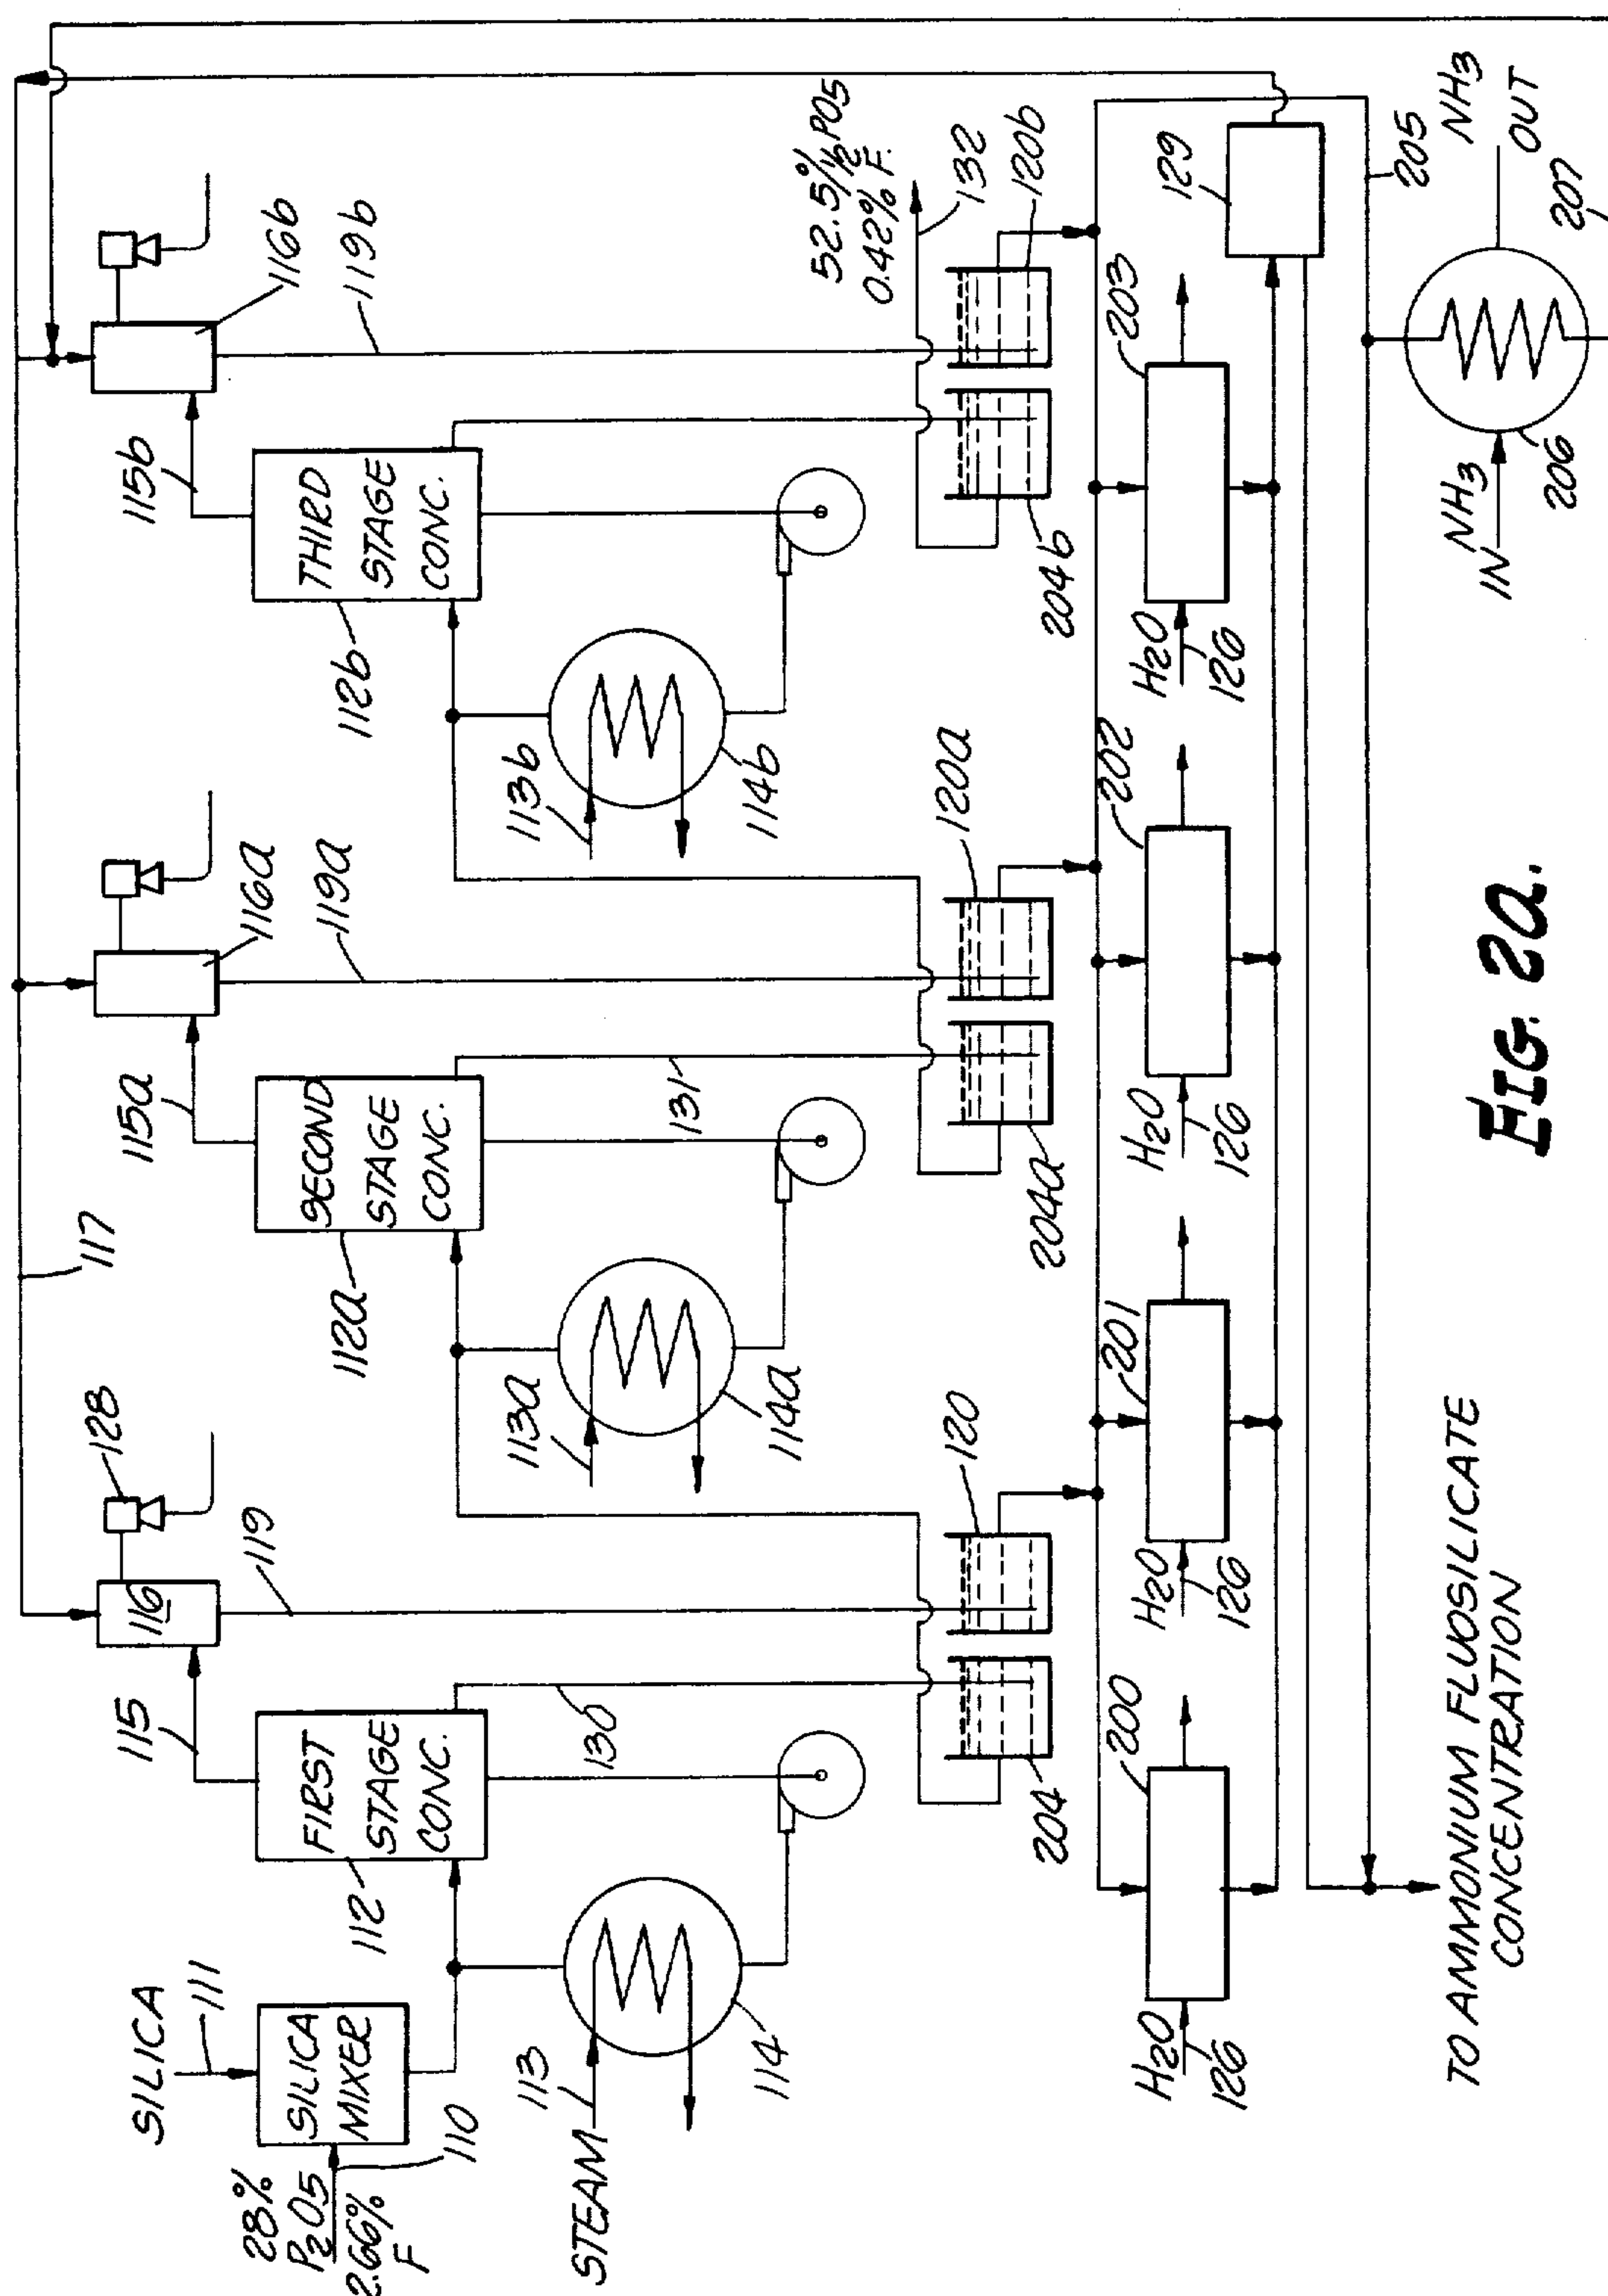 SILICA
111
SILICA
MIXER
28%
P2O5
2.66%
F
110
STEAM
113
114
FIRST
STAGE
CONC.
112
115
116
128
117
119
130
204
120
113a
114a
SECOND
STAGE
CONC.
112a
115a
116a
119a
131
204a
120a
113b
114b
THIRD
STAGE
CONC.
112b
115b
116b
119b
52.5%
PO5
0.42% F.
132
204b
120b
H2O
126
200
H2O
126
201
H2O
126
202
H2O
126
203
129
205
NH3
IN
206
NH3
OUT
207
TO AMMONIUM FLUOSILICATE
CONCENTRATION
FIG. 2a.